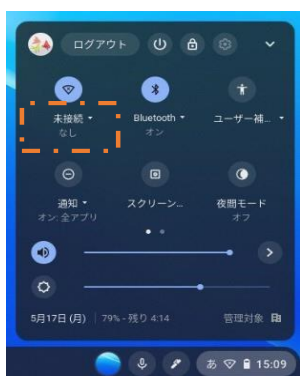 ログアウト
未接続
なし
Bluetooth
オン
ユーザー補...
通知
オン: 全アプリ
スクリーン...
夜間モード
オフ
5月17日 (月) 79% - 残り 4:14 管理対象
あ 15:09